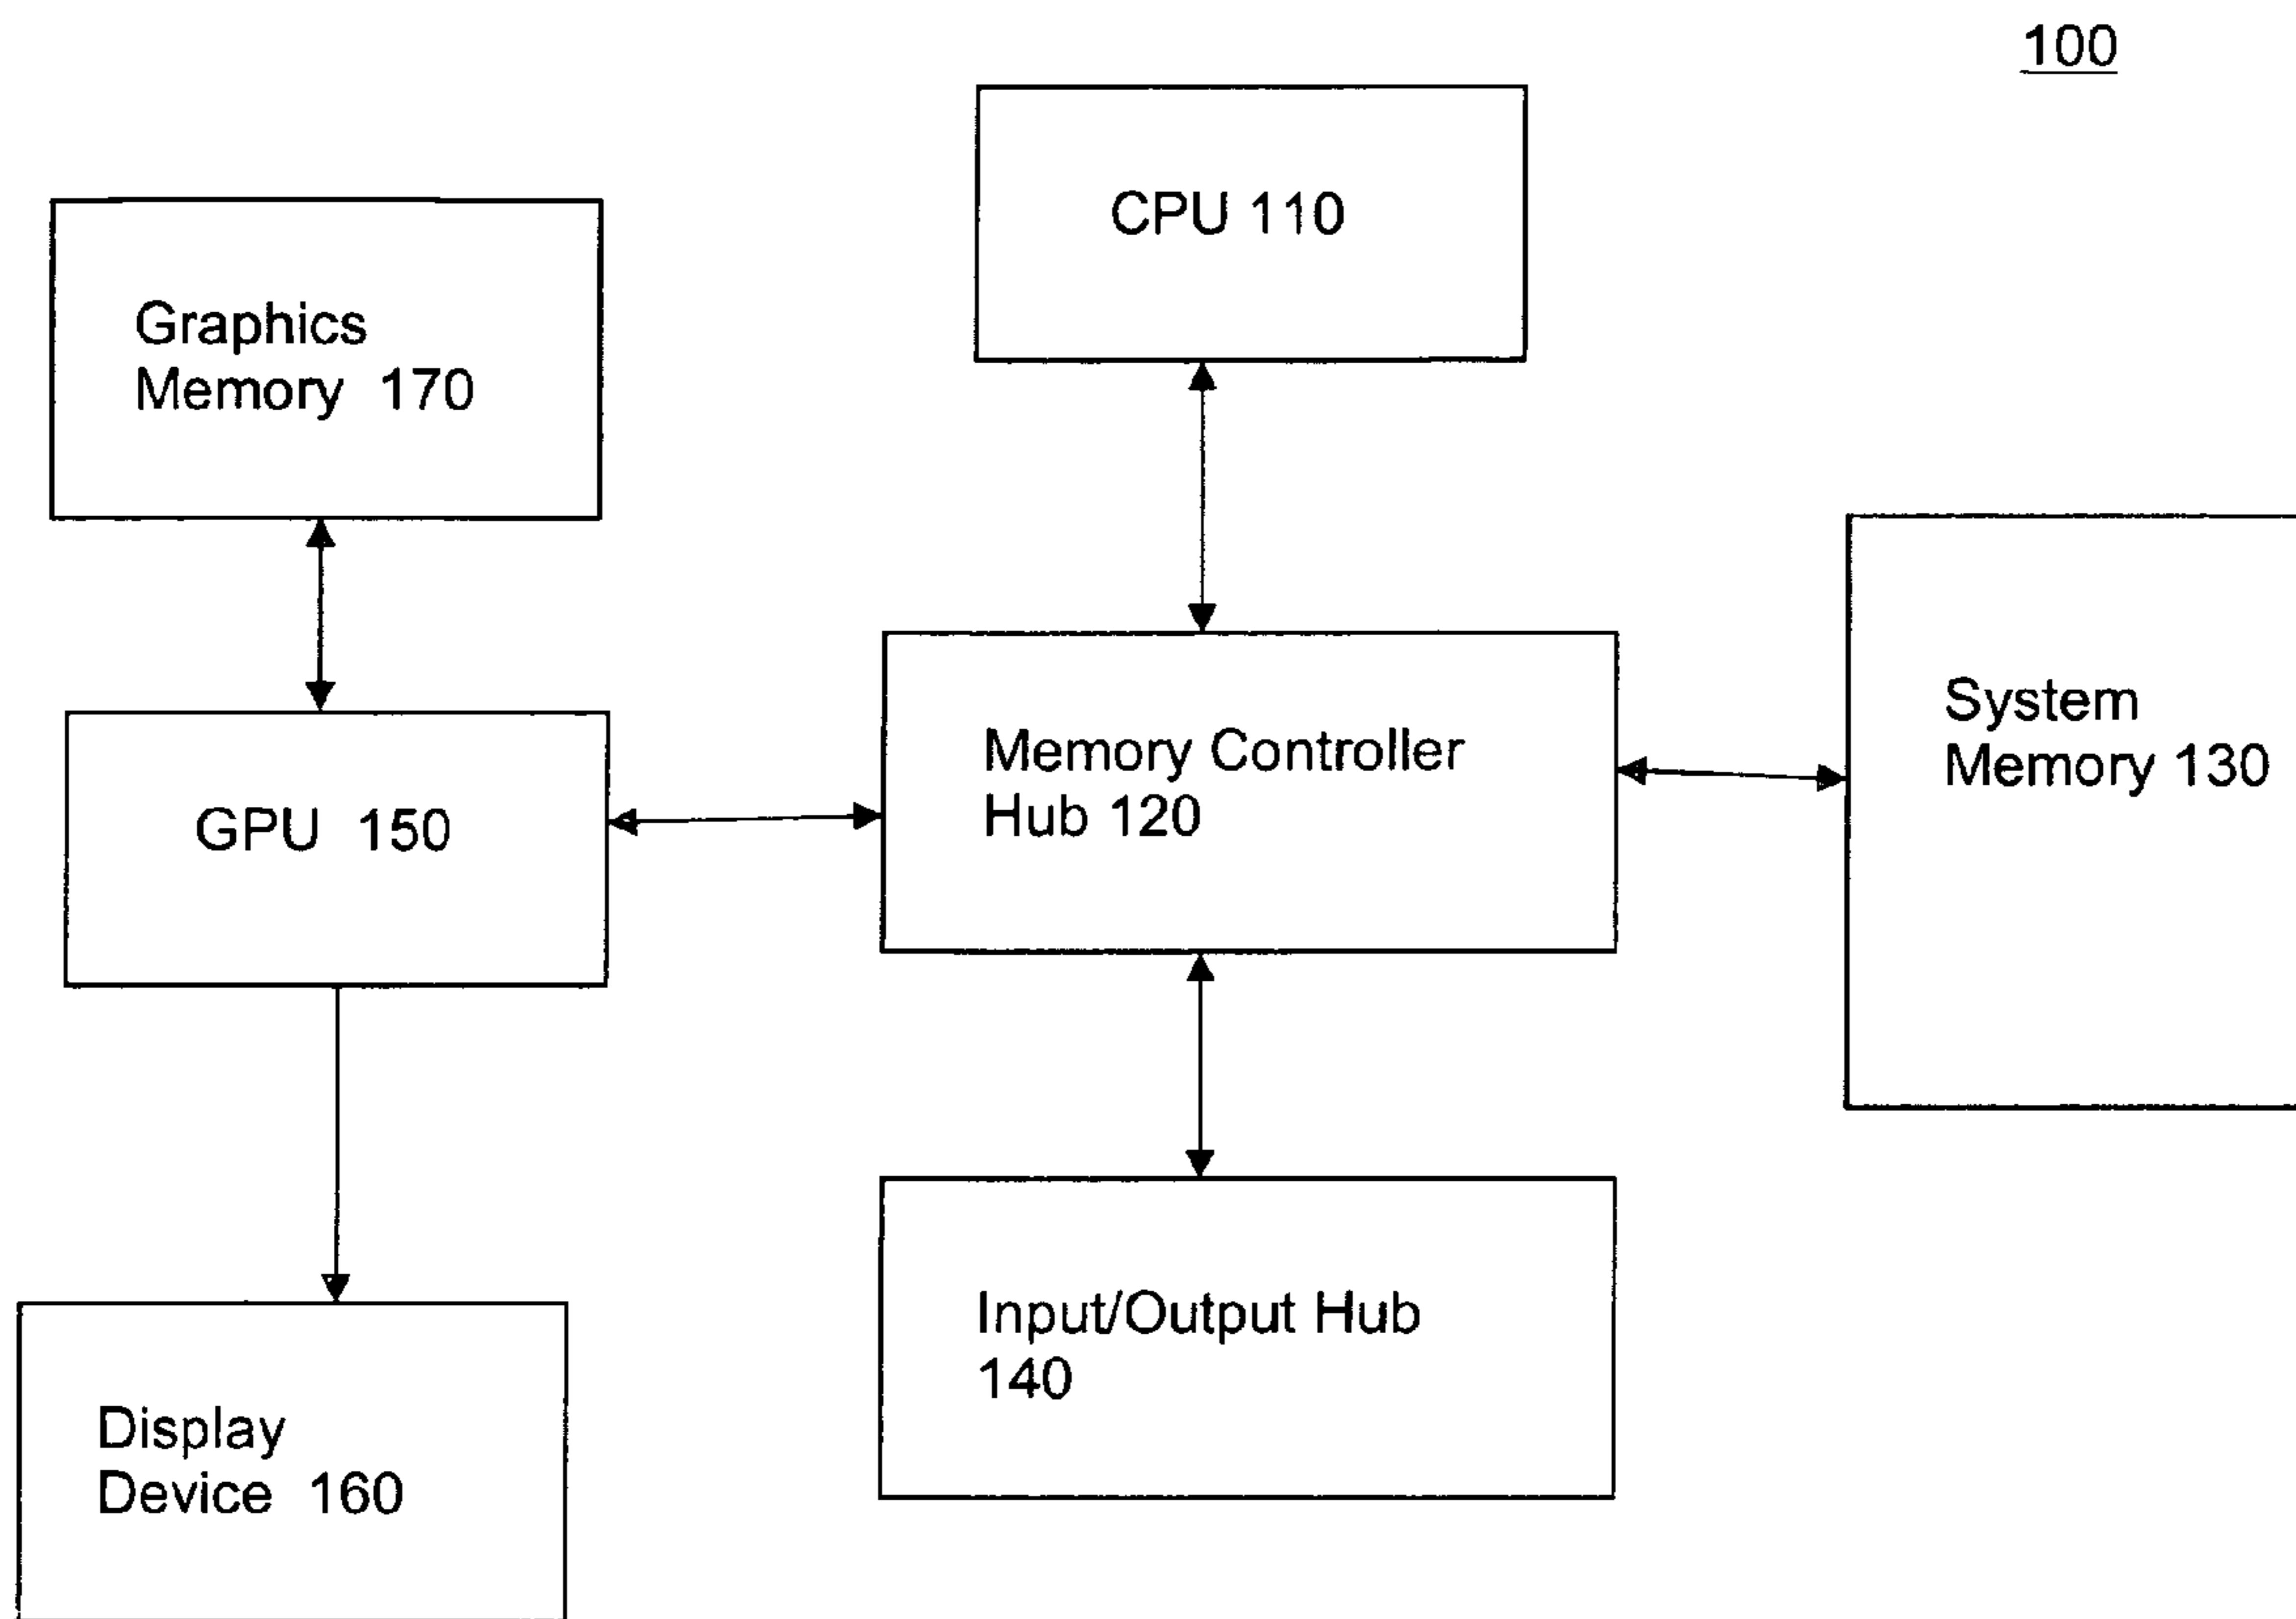 100
CPU 110
Graphics
Memory 170
System
Memory 130
Memory Controller
Hub 120
GPU 150
Input/Output Hub
140
Display
Device 160